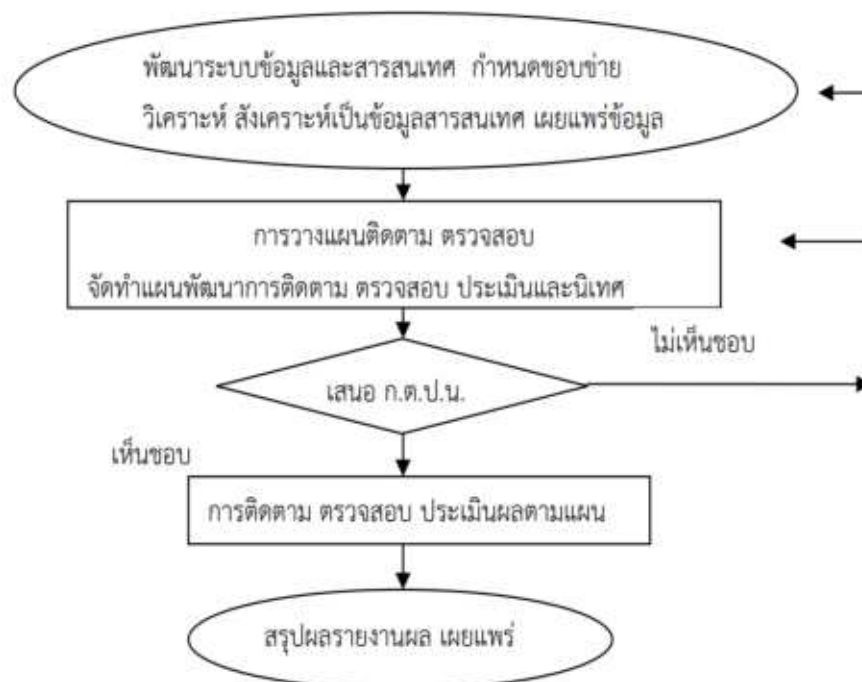 พัฒนาระบบข้อมูลและสารสนเทศ กำหนดขอบข่าย
วิเคราะห์ สังเคราะห์เป็นข้อมูลสารสนเทศ เผยแพร่ข้อมูล
การวางแผนติดตาม ตรวจสอบ
จัดทำแผนพัฒนาการติดตาม ตรวจสอบ ประเมินและนิเทศ
ไม่เห็นชอบ
เสนอ ก.ต.ป.น.
เห็นชอบ
การติดตาม ตรวจสอบ ประเมินผลตามแผน
สรุปผลรายงานผล เผยแพร่